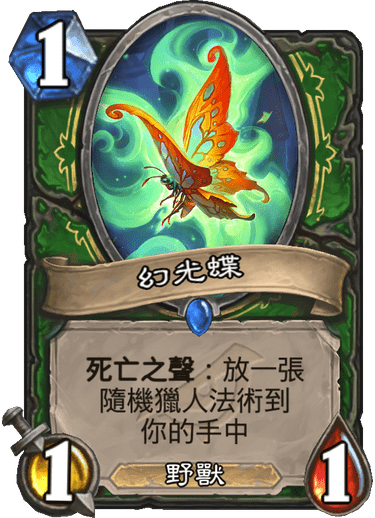 1
幻光蝶
死亡之聲：放一張
隨機獵人法術到
你的手中
1
野獸
1